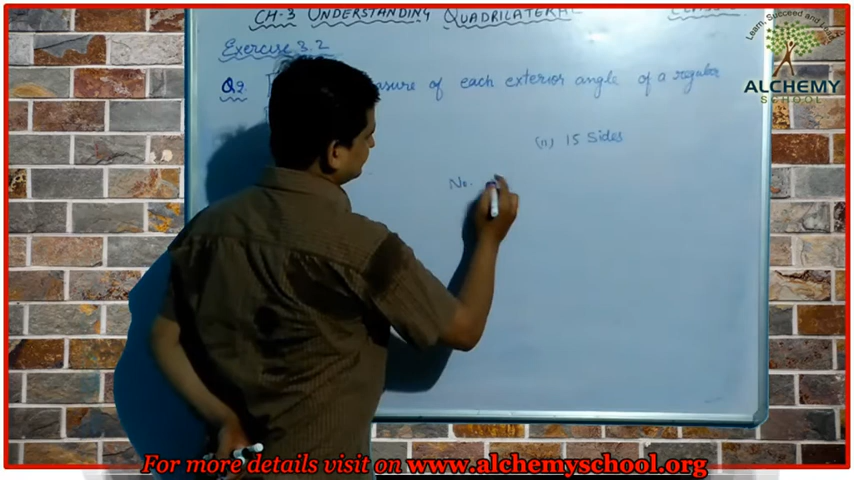 CH-3 UNDERSTANDING QUADRILATERAL
Exercise 3.2
Q2. asure of each exterior angle of a regular
(ii) 15 Sides
No.
Learn, Succeed and Lead
ALCHEMY
SCHOOL
For more details visit on www.alchemyschool.org